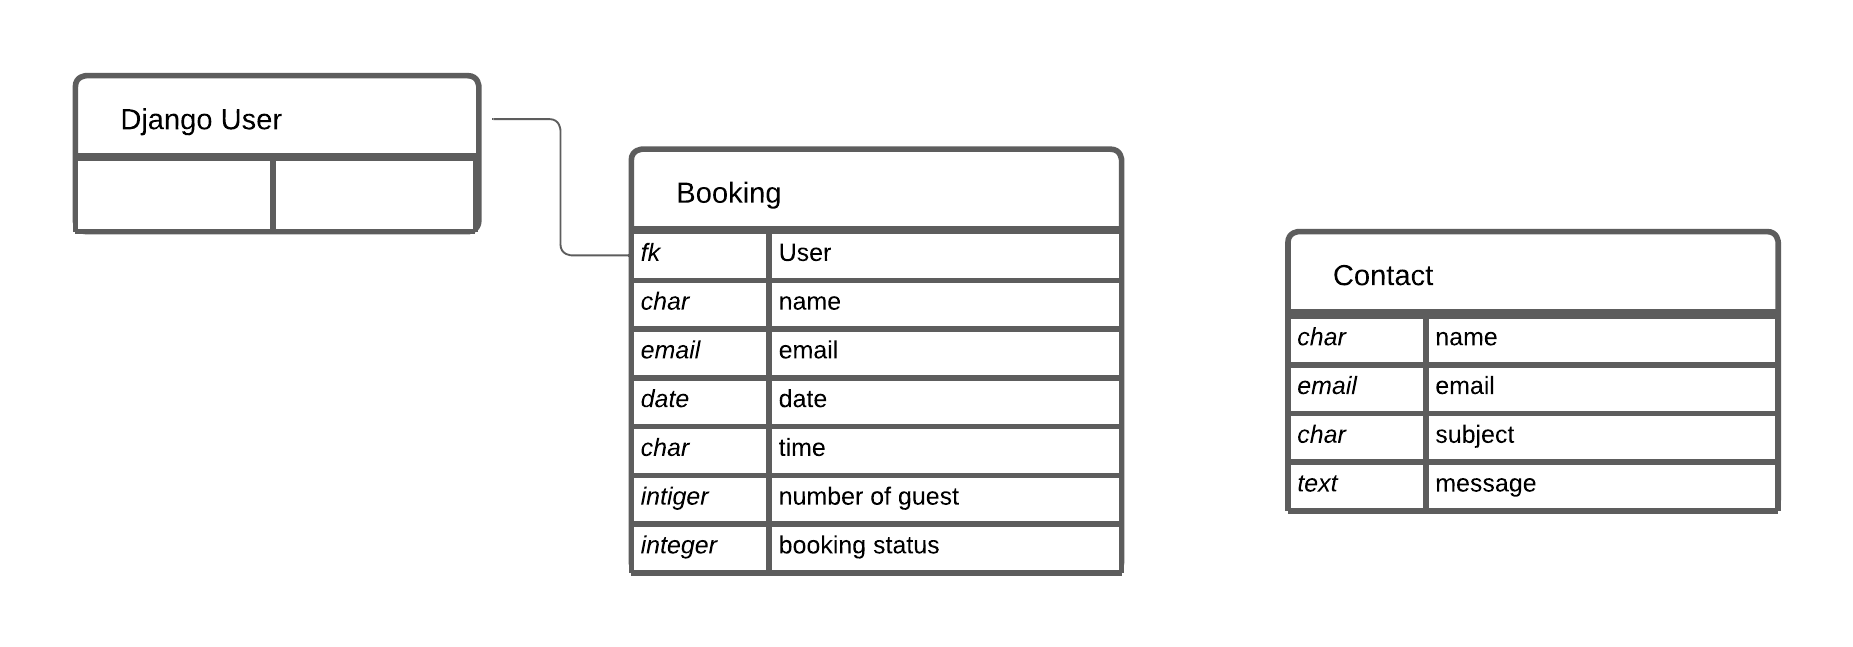 Django User
Booking
fk User
char name
email email
date date
char time
intiger number of guest
integer booking status
Contact
char name
email email
char subject
text message